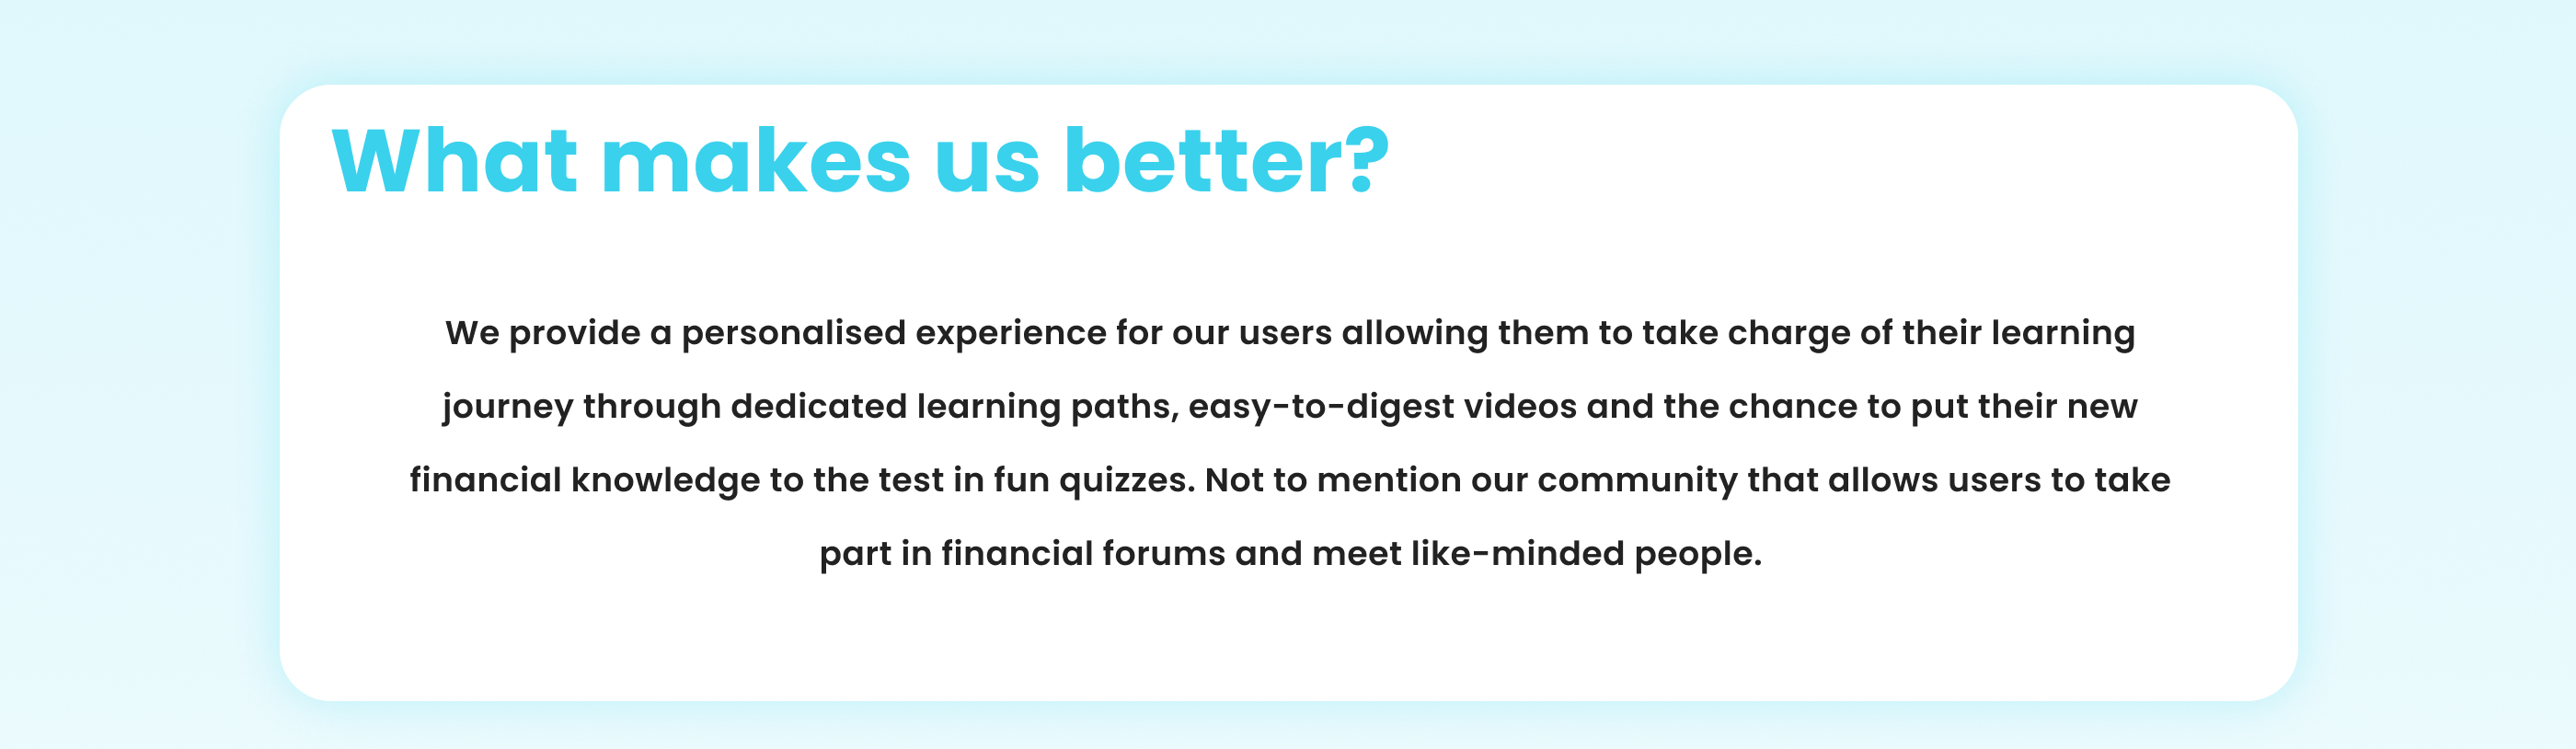 What makes us better?
We provide a personalised experience for our users allowing them to take charge of their learning
journey through dedicated learning paths, easy-to-digest videos and the chance to put their new
financial knowledge to the test in fun quizzes. Not to mention our community that allows users to take
part in financial forums and meet like-minded people.